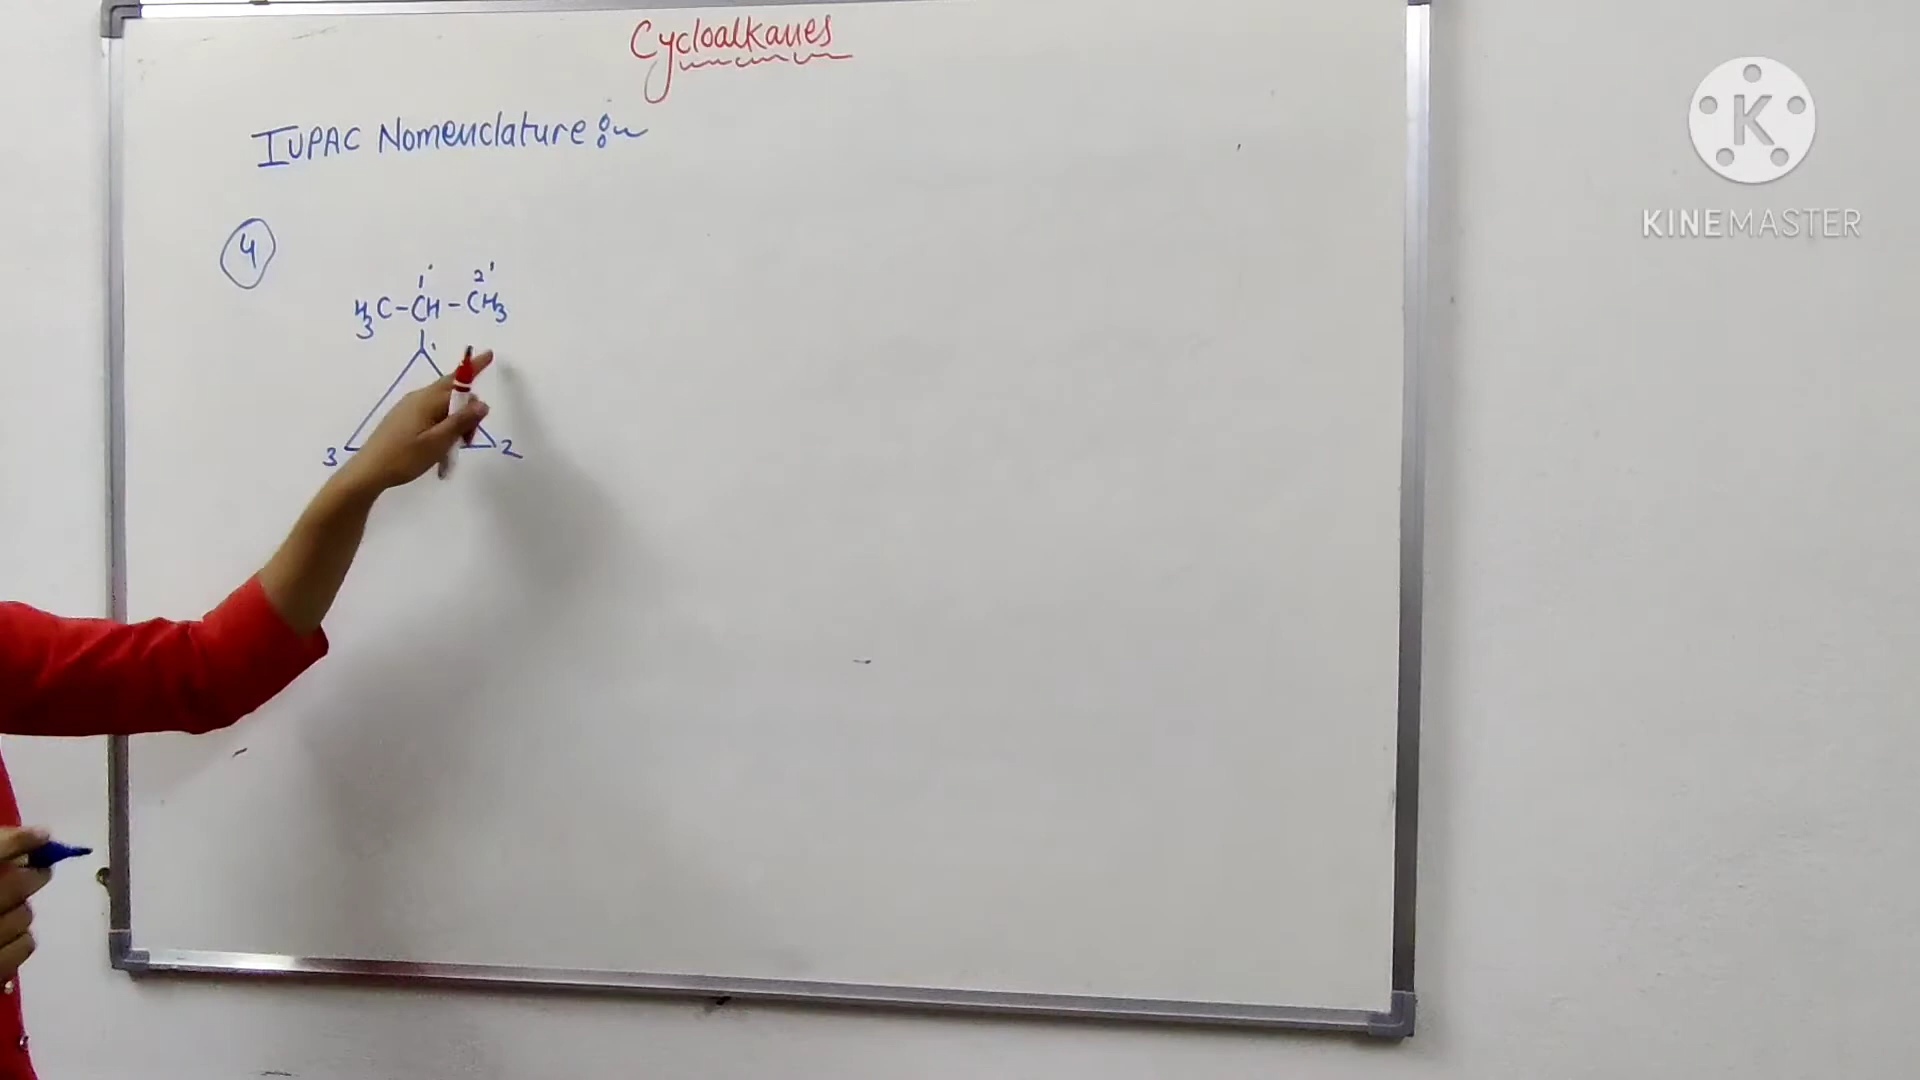 Cycloalkanes
IUPAC Nomenclature :~
4
1' 2'
H3C-CH-CH3
1
3 2
K
KINEMASTER